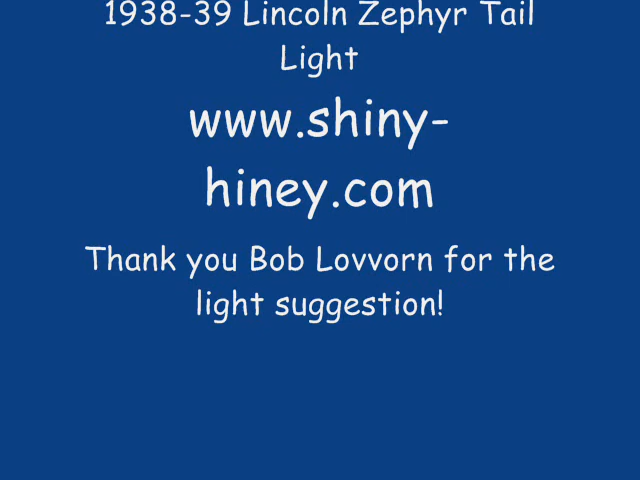 1938-39 Lincoln Zephyr Tail
Light
www.shiny-
hiney.com
Thank you Bob Lovvorn for the
light suggestion!